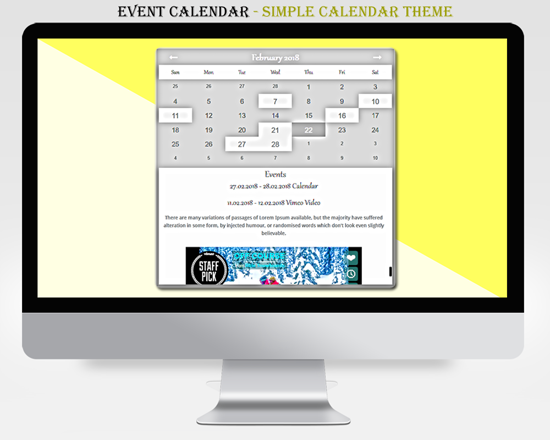 EVENT CALENDAR - SIMPLE CALENDAR THEME
February 2018
Sun Mon Tue Wed Thu Fri Sat
25 26 27 28 1 2 3
4 5 6 7 8 9 10
11 12 13 14 15 16 17
18 19 20 21 22 23 24
25 26 27 28 1 2 3
4 5 6 7 8 9 10
Events
27.02.2018 - 28.02.2018 Calendar
11.02.2018 - 12.02.2018 Vimeo Video
There are many variations of passages of Lorem Ipsum available, but the majority have suffered
alteration in some form, by injected humour, or randomised words which don't look even slightly
believable.
vimeo
STAFF
PICK